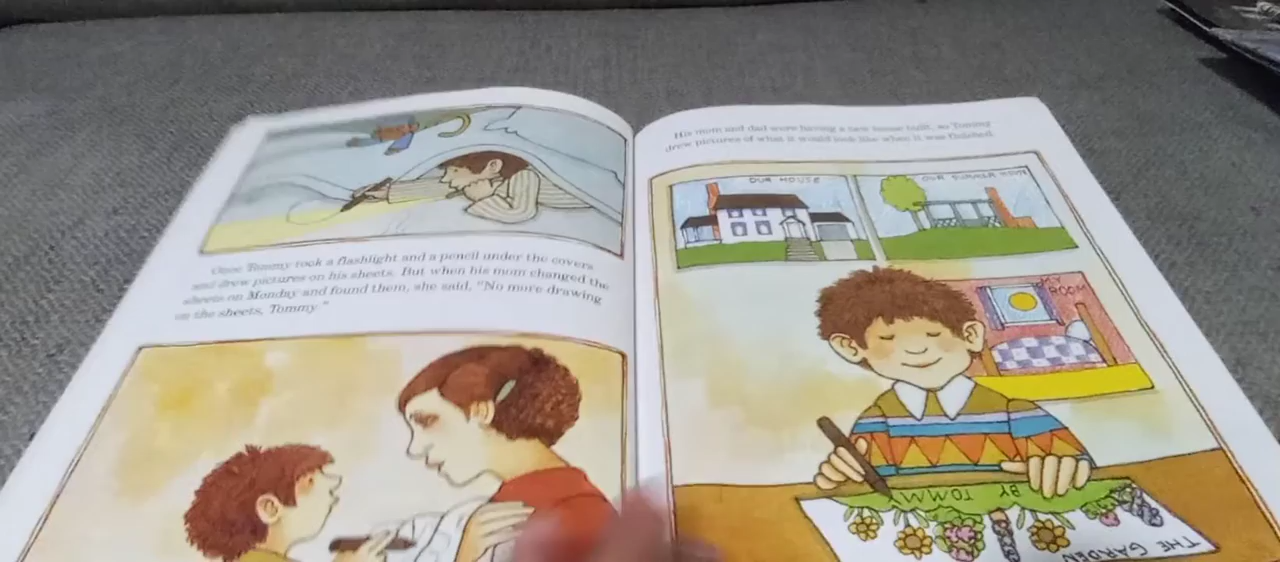 Once Tommy took a flashlight and a pencil under the covers
and drew pictures on his sheets. But when his mom changed the
sheets on Monday and found them, she said, "No more drawing
on the sheets, Tommy."
His mom and dad were having a new house built, so Tommy
drew pictures of what it would look like when it was finished.
OUR HOUSE
OUR SUMMER ROOM
MY
ROOM
BY TOMMY
THE GARDEN